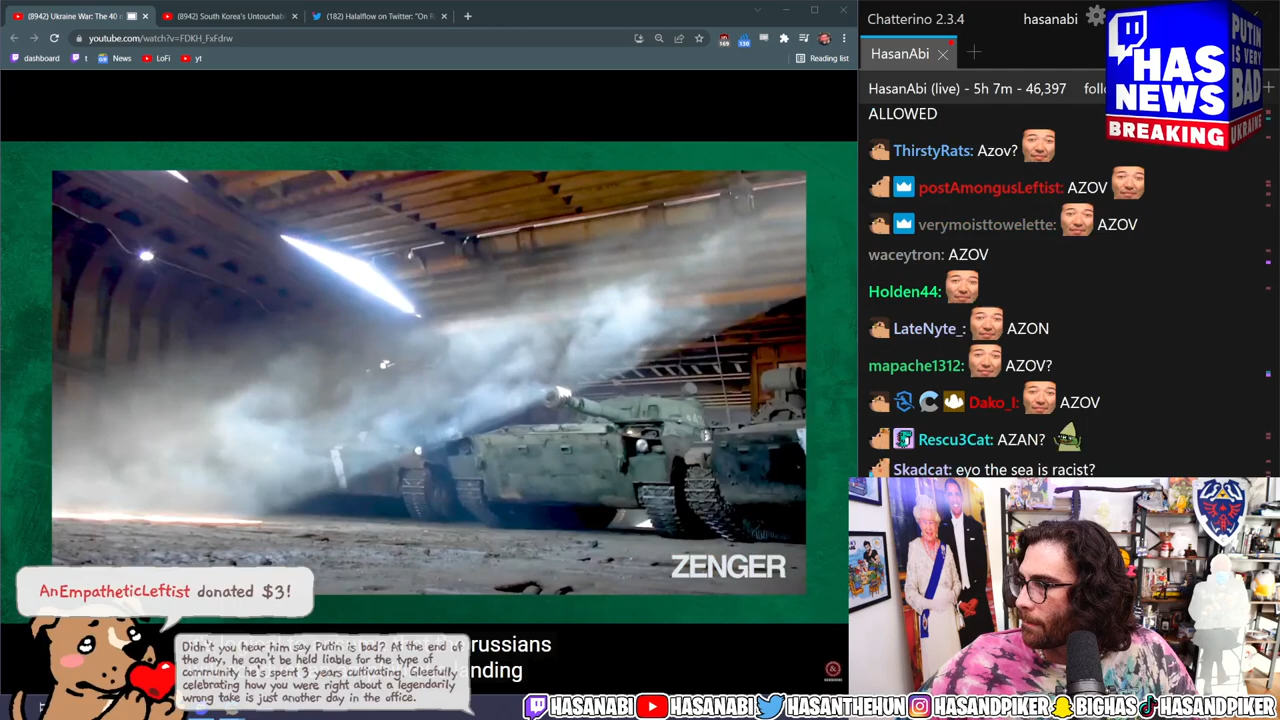 (8942) Ukraine War: The 40
(8942) South Korea's Untouchab
(182) Halalflow on Twitter: "On R
youtube.com/watch?v=FDKH_FxFdrw
169
330
dashboard
t
News
LoFi
yt
Reading list
ZENGER
russians
anding
AnEmpatheticLeftist donated $3!
Didn't you hear him say Putin is bad? At the end of
the day, he can't be held liable for the type of
community he's spent 3 years cultivating. Gleefully
celebrating how you were right about a legendarily
wrong take is just another day in the office.
Chatterino 2.3.4
hasanabi
HasanAbi
HasanAbi (live) - 5h 7m - 46,397
HAS
NEWS
BREAKING
PUTIN
IS VERY
BAD
UKRAINE
ALLOWED
ThirstyRats: Azov?
postAmongusLeftist: AZOV
verymoisttowelette: AZOV
waceytron: AZOV
Holden44:
LateNyte_: AZON
mapache1312: AZOV?
Dako_I: AZOV
Rescu3Cat: AZAN?
Skadcat: eyo the sea is racist?
HASANABI
HASANABI
HASANTHEHUN
HASANDPIKER
BIGHAS
HASANDPIKER